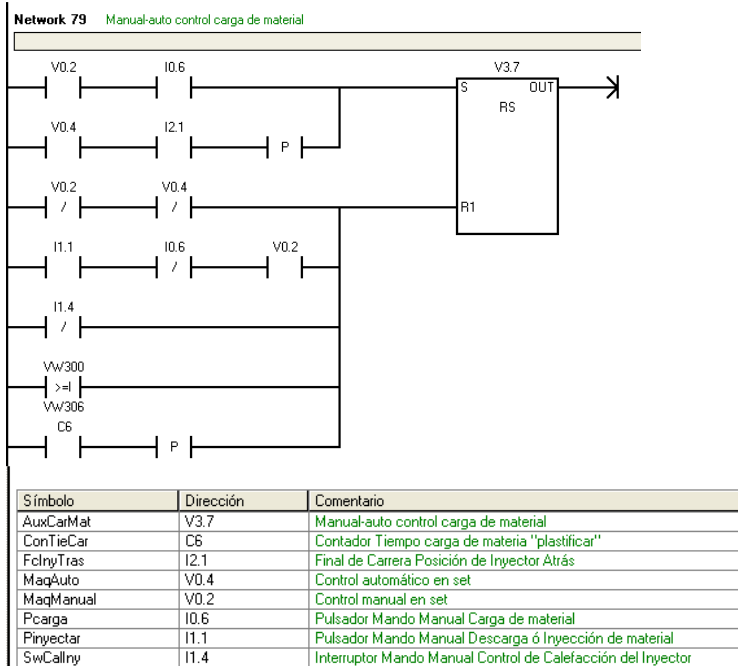 Network 79 Manual-auto control carga de material
V0.2 I0.6 V3.7
S OUT
RS
V0.4 I2.1
P
V0.2 V0.4
/ / R1
I1.1 I0.6 V0.2
/
I1.4
/
VW300
>=I
VW306
C6
P
Símbolo Dirección Comentario
AuxCarMat V3.7 Manual-auto control carga de material
ConTieCar C6 Contador Tiempo carga de materia "plastificar"
FcInyTras I2.1 Final de Carrera Posición de Inyector Atrás
MaqAuto V0.4 Control automático en set
MaqManual V0.2 Control manual en set
Pcarga I0.6 Pulsador Mando Manual Carga de material
Pinyectar I1.1 Pulsador Mando Manual Descarga ó Inyección de material
SwCalIny I1.4 Interruptor Mando Manual Control de Calefacción del Inyector